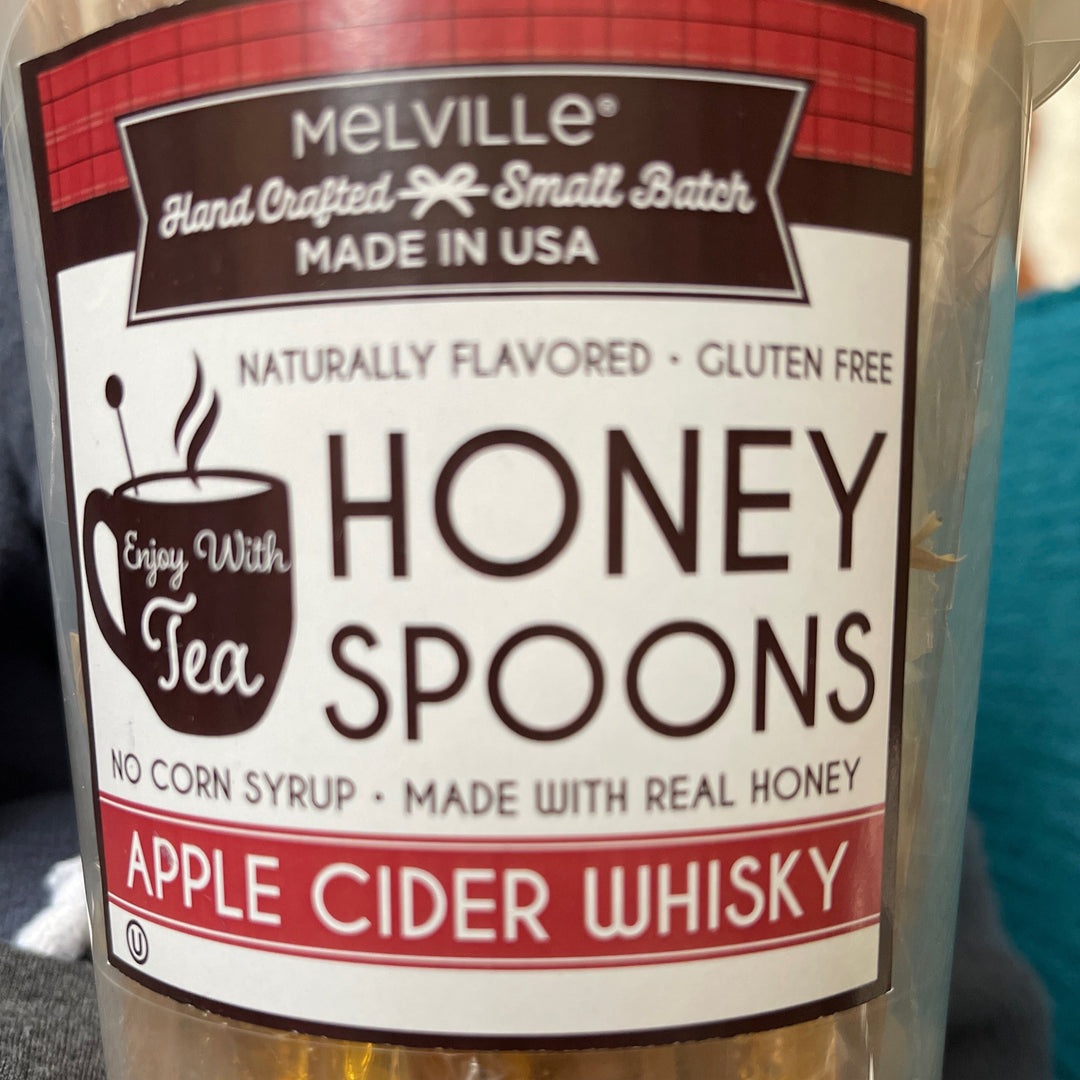 MELVILLE®
Hand Crafted Small Batch
MADE IN USA
NATURALLY FLAVORED • GLUTEN FREE
HONEY
SPOONS
Enjoy With
Tea
NO CORN SYRUP • MADE WITH REAL HONEY
APPLE CIDER WHISKY
U